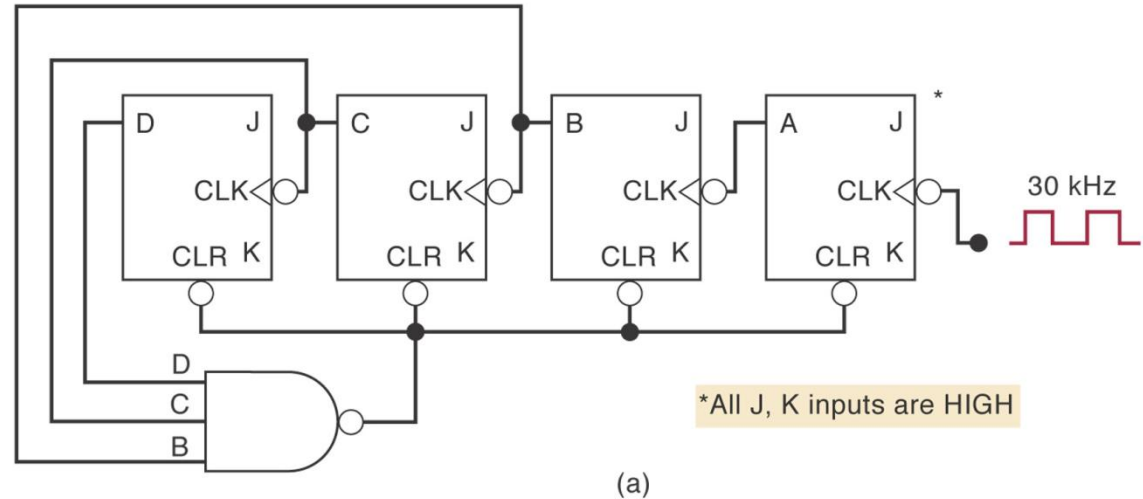 *
D J C J B J A J
CLK CLK CLK CLK
30 kHz
CLR K CLR K CLR K CLR K
D
C
B
*All J, K inputs are HIGH
(a)